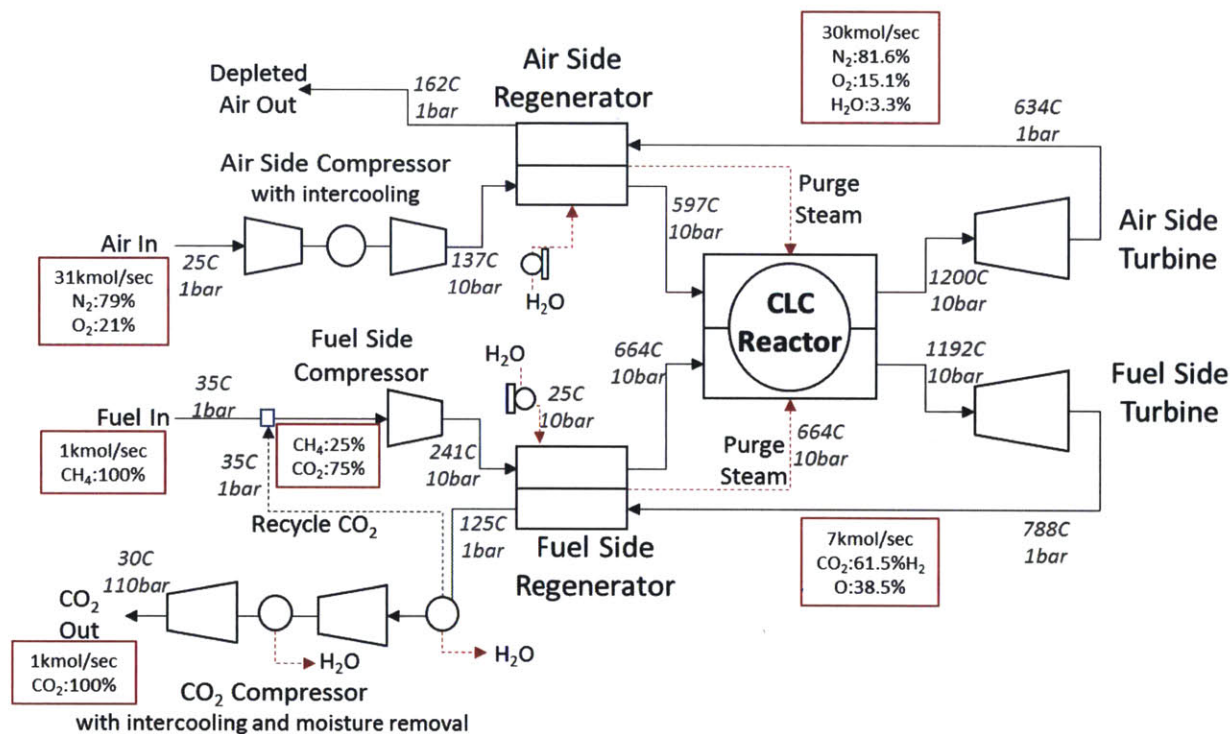 30kmol/sec
N₂:81.6%
O₂:15.1%
H₂O:3.3%
Depleted
Air Out
162C
1bar
Air Side
Regenerator
634C
1bar
Air Side Compressor
with intercooling
Purge
Steam
597C
10bar
Air Side
Turbine
Air In
25C
1bar
137C
10bar
H₂O
1200C
10bar
31kmol/sec
N₂:79%
O₂:21%
CLC
Reactor
Fuel Side
Compressor
H₂O
664C
10bar
1192C
10bar
Fuel Side
Turbine
35C
1bar
25C
10bar
Fuel In
1kmol/sec
CH₄:100%
CH₄:25%
CO₂:75%
241C
10bar
664C
10bar
Purge
Steam
35C
1bar
Recycle CO₂
125C
1bar
Fuel Side
Regenerator
788C
1bar
7kmol/sec
CO₂:61.5%H₂
O:38.5%
30C
110bar
CO₂
Out
1kmol/sec
CO₂:100%
H₂O
H₂O
CO₂ Compressor
with intercooling and moisture removal